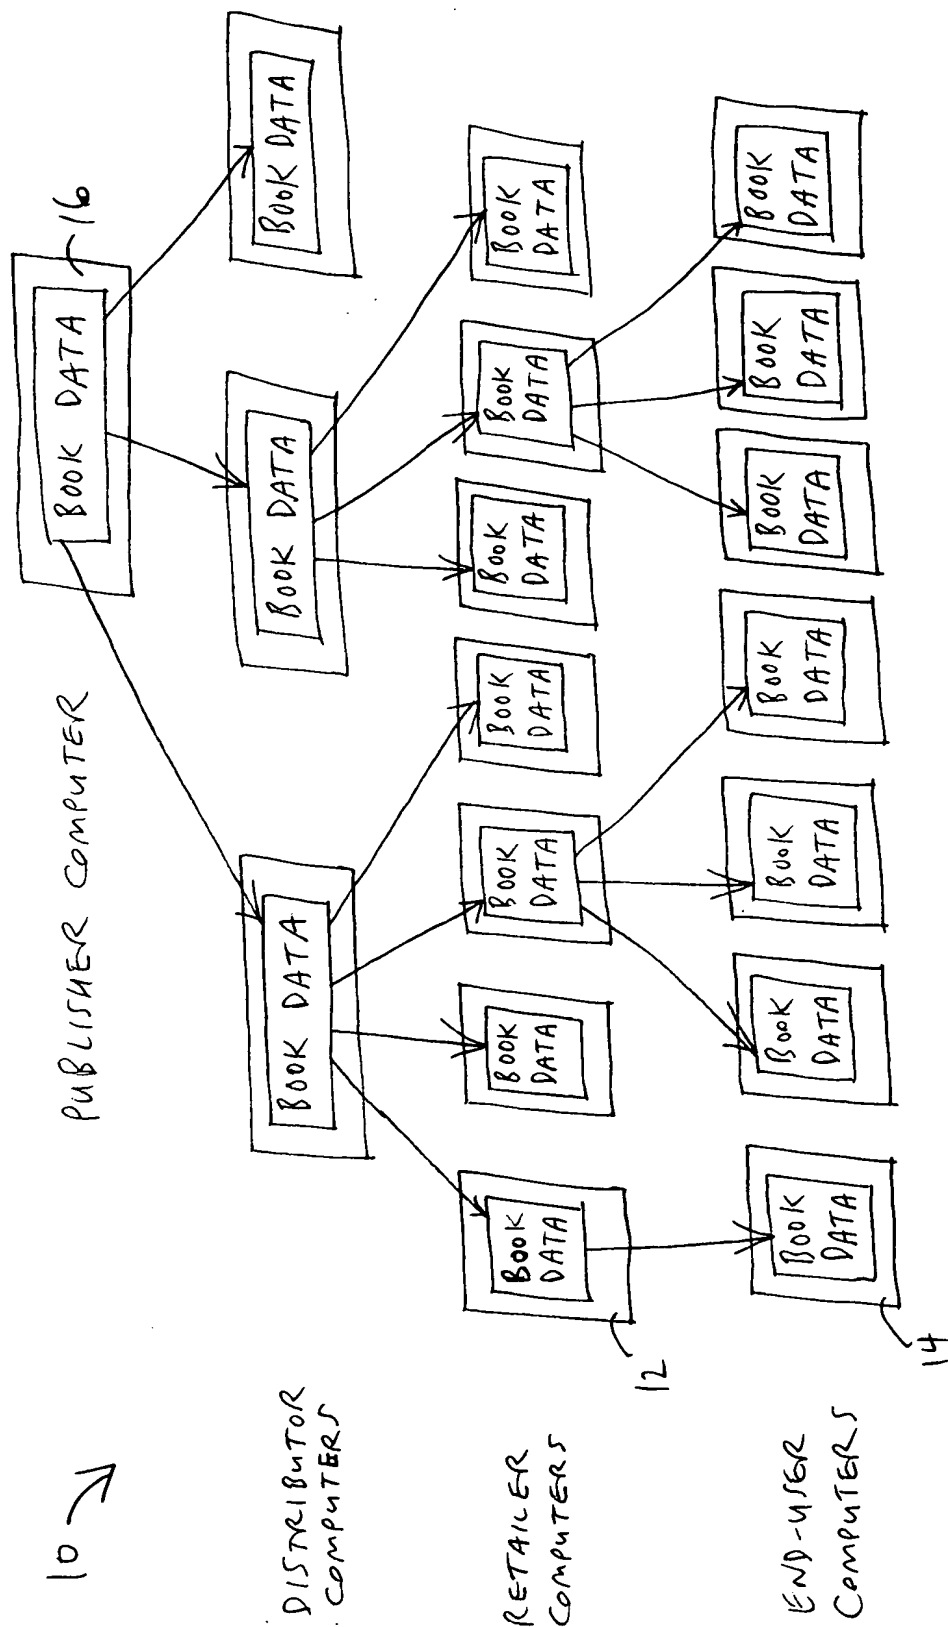 10
PUBLISHER COMPUTER
BOOK DATA
16
DISTRIBUTOR
COMPUTERS
BOOK DATA
BOOK DATA
BOOK DATA
RETAILER
COMPUTERS
BOOK
DATA
BOOK
DATA
BOOK
DATA
BOOK
DATA
BOOK
DATA
BOOK
DATA
BOOK
DATA
12
END-USER
COMPUTERS
BOOK
DATA
BOOK
DATA
BOOK
DATA
BOOK
DATA
BOOK
DATA
BOOK
DATA
BOOK
DATA
14